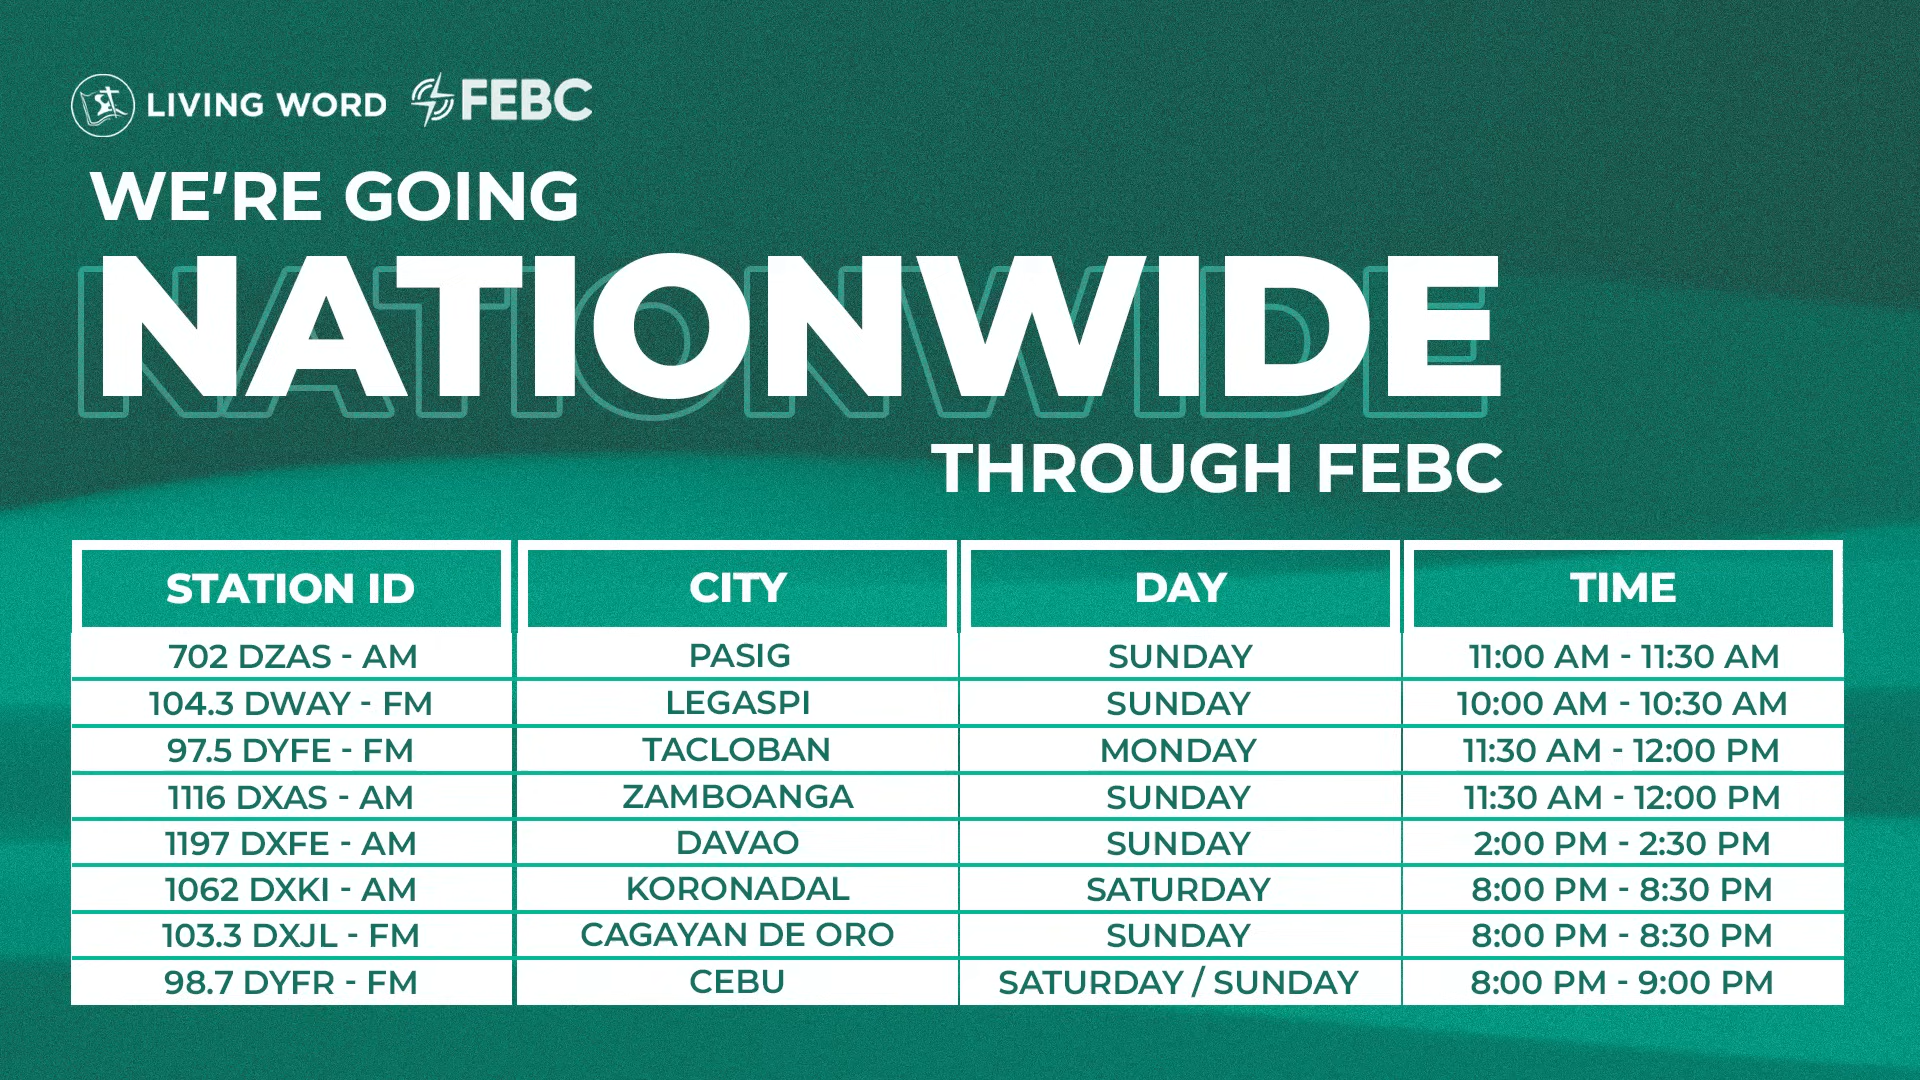 LIVING WORD FEBC
WE'RE GOING
NATIONWIDE
THROUGH FEBC
STATION ID CITY DAY TIME
702 DZAS - AM PASIG SUNDAY 11:00 AM - 11:30 AM
104.3 DWAY - FM LEGASPI SUNDAY 10:00 AM - 10:30 AM
97.5 DYFE - FM TACLOBAN MONDAY 11:30 AM - 12:00 PM
1116 DXAS - AM ZAMBOANGA SUNDAY 11:30 AM - 12:00 PM
1197 DXFE - AM DAVAO SUNDAY 2:00 PM - 2:30 PM
1062 DXKI - AM KORONADAL SATURDAY 8:00 PM - 8:30 PM
103.3 DXJL - FM CAGAYAN DE ORO SUNDAY 8:00 PM - 8:30 PM
98.7 DYFR - FM CEBU SATURDAY / SUNDAY 8:00 PM - 9:00 PM